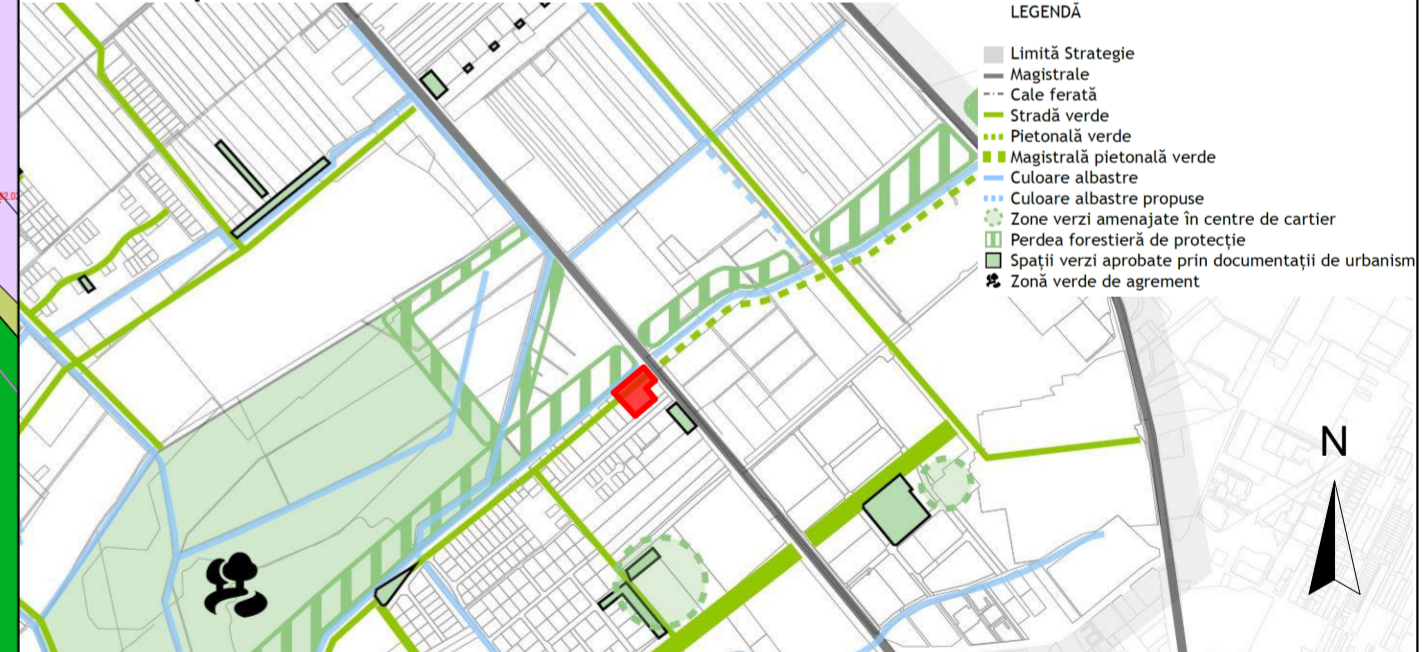 LEGENDĂ
Limită Strategie
Magistrale
Cale ferată
Stradă verde
Pietonală verde
Magistrală pietonală verde
Culoare albastre
Culoare albastre propuse
Zone verzi amenajate în centre de cartier
Perdea forestieră de protecție
Spații verzi aprobate prin documentații de urbanism
Zonă verde de agrement
N